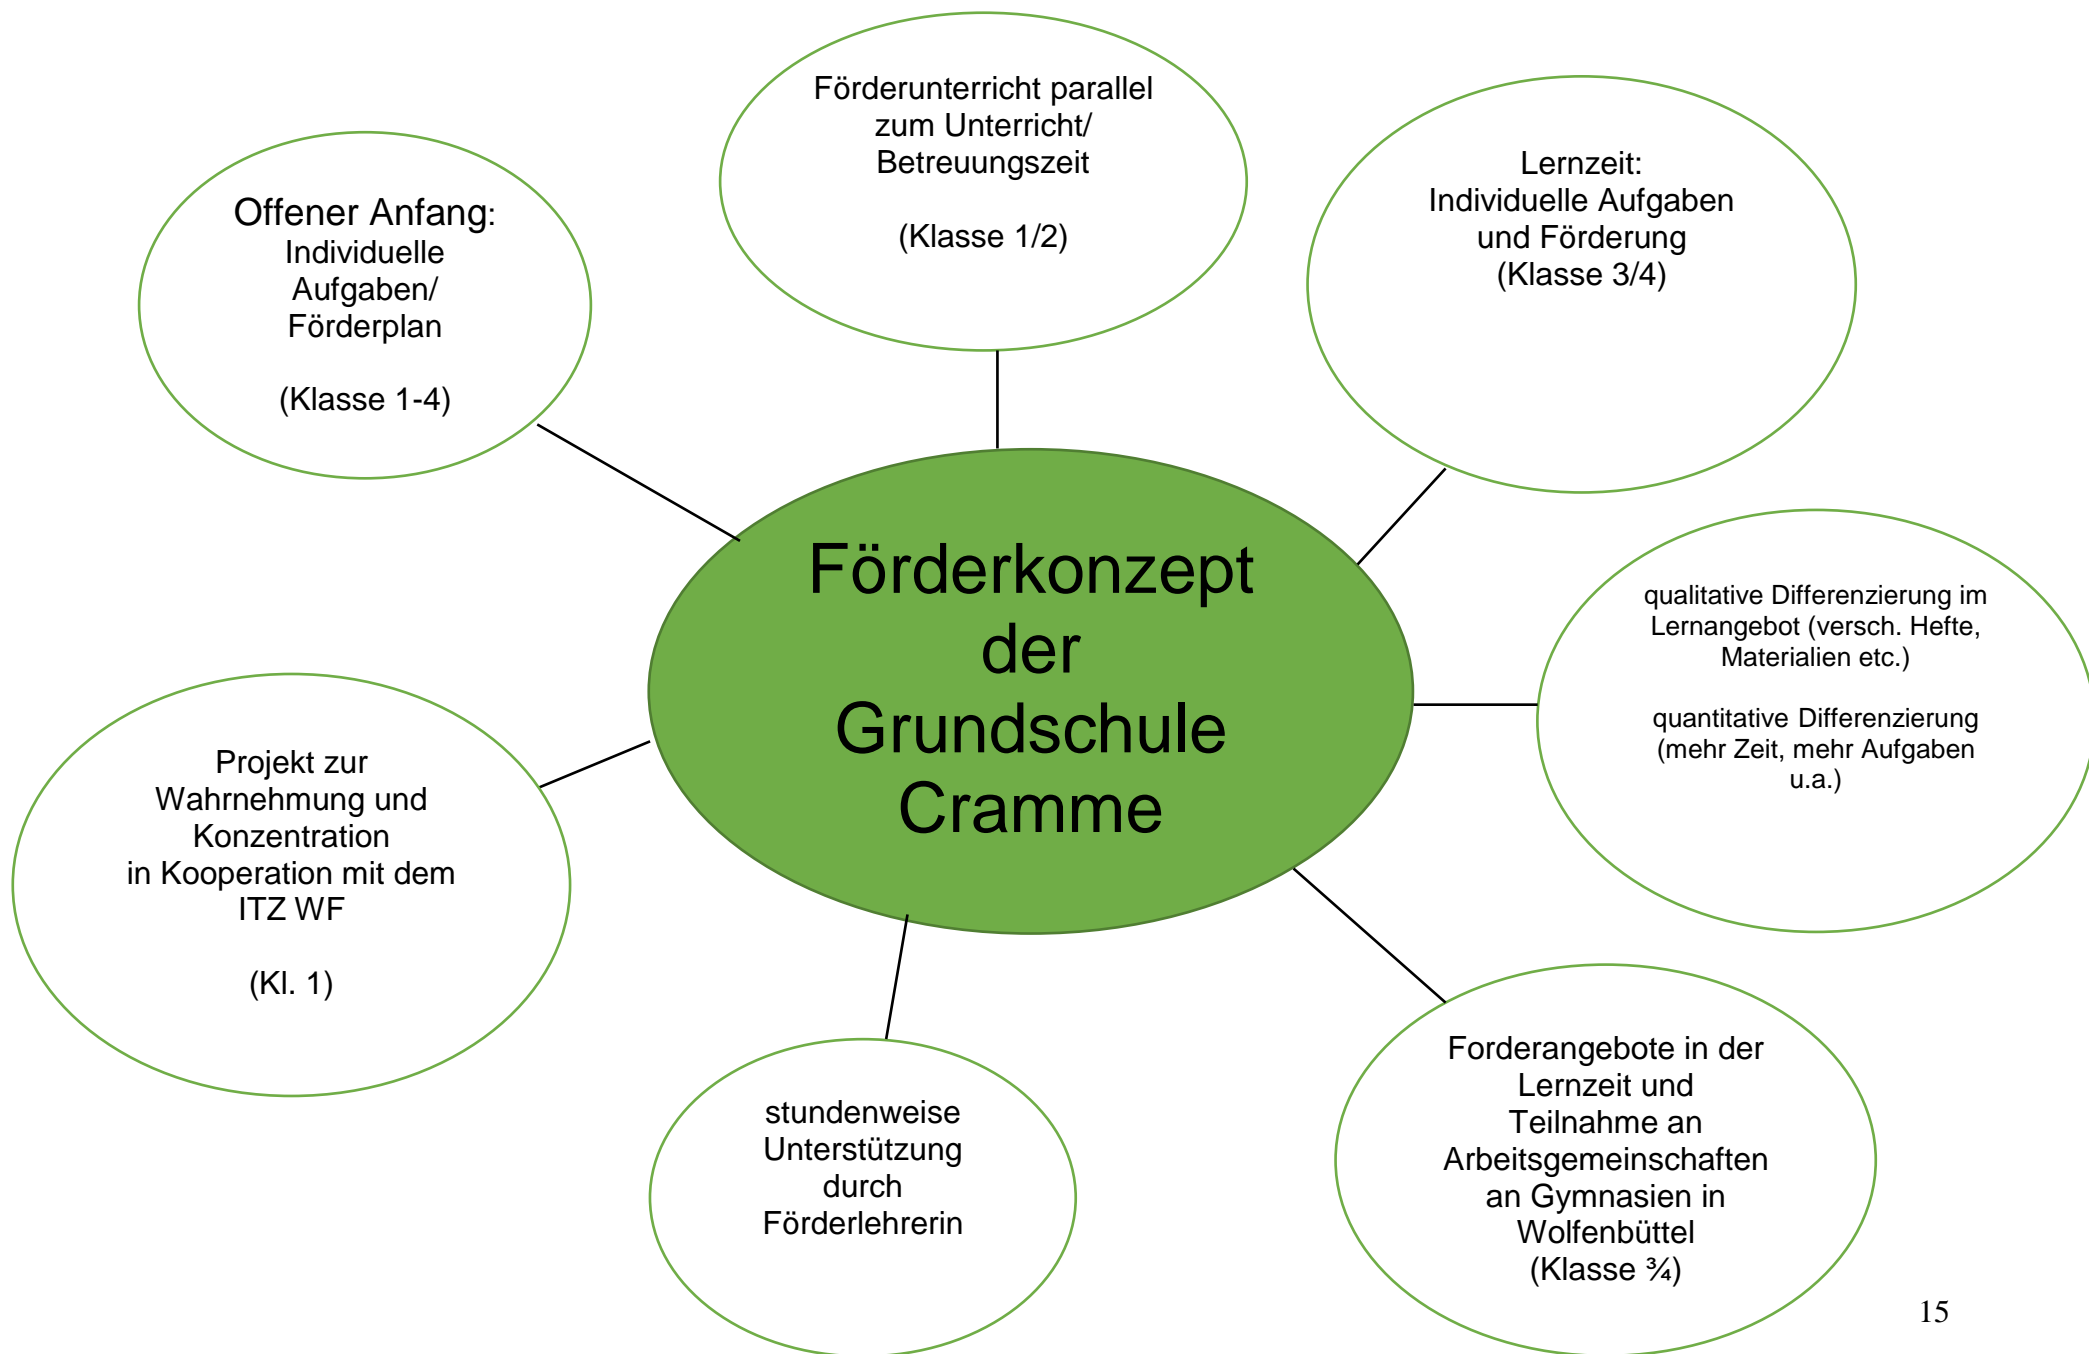 Förderunterricht parallel
zum Unterricht/
Betreuungszeit
(Klasse 1/2)
Offener Anfang:
Individuelle
Aufgaben/
Förderplan
(Klasse 1-4)
Lernzeit:
Individuelle Aufgaben
und Förderung
(Klasse 3/4)
Förderkonzept
der
Grundschule
Cramme
qualitative Differenzierung im
Lernangebot (versch. Hefte,
Materialien etc.)
quantitative Differenzierung
(mehr Zeit, mehr Aufgaben
u.a.)
Projekt zur
Wahrnehmung und
Konzentration
in Kooperation mit dem
ITZ WF
(Kl. 1)
stundenweise
Unterstützung
durch
Förderlehrerin
Forderangebote in der
Lernzeit und
Teilnahme an
Arbeitsgemeinschaften
an Gymnasien in
Wolfenbüttel
(Klasse ¾)
15